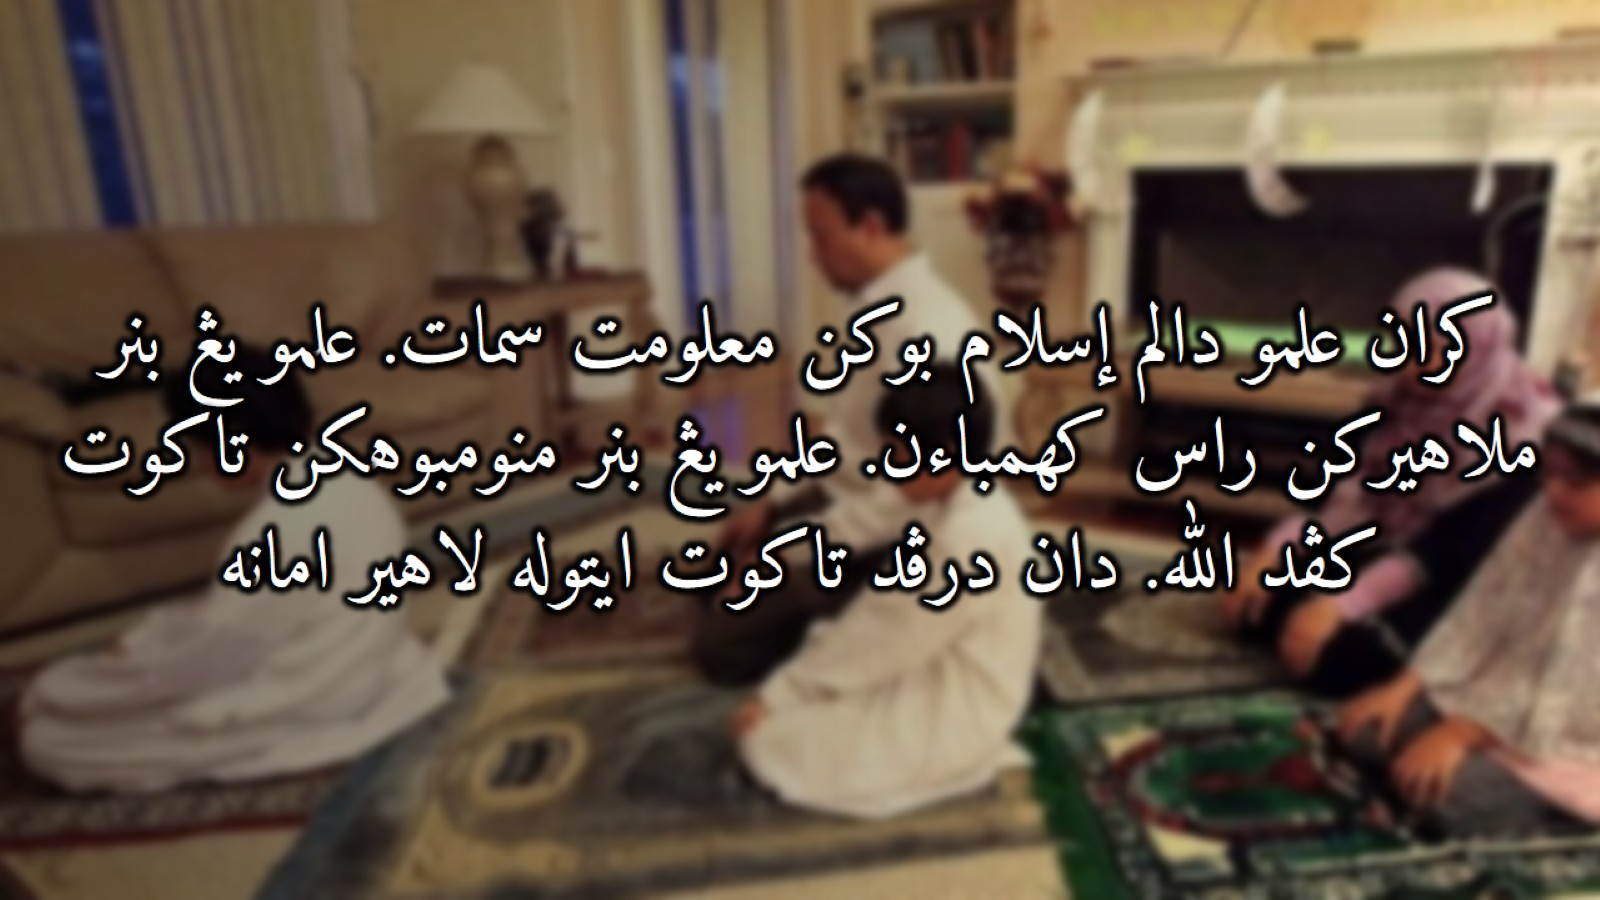 كران علمو دالم إسلام بوكن معلومت سمات. علمو يڠ بنر
ملاهيركن راس كهمباءن. علمو يڠ بنر منومبوهكن تاكوت
كڤد الله. دان درڤد تاكوت ايتوله لاهير امانه